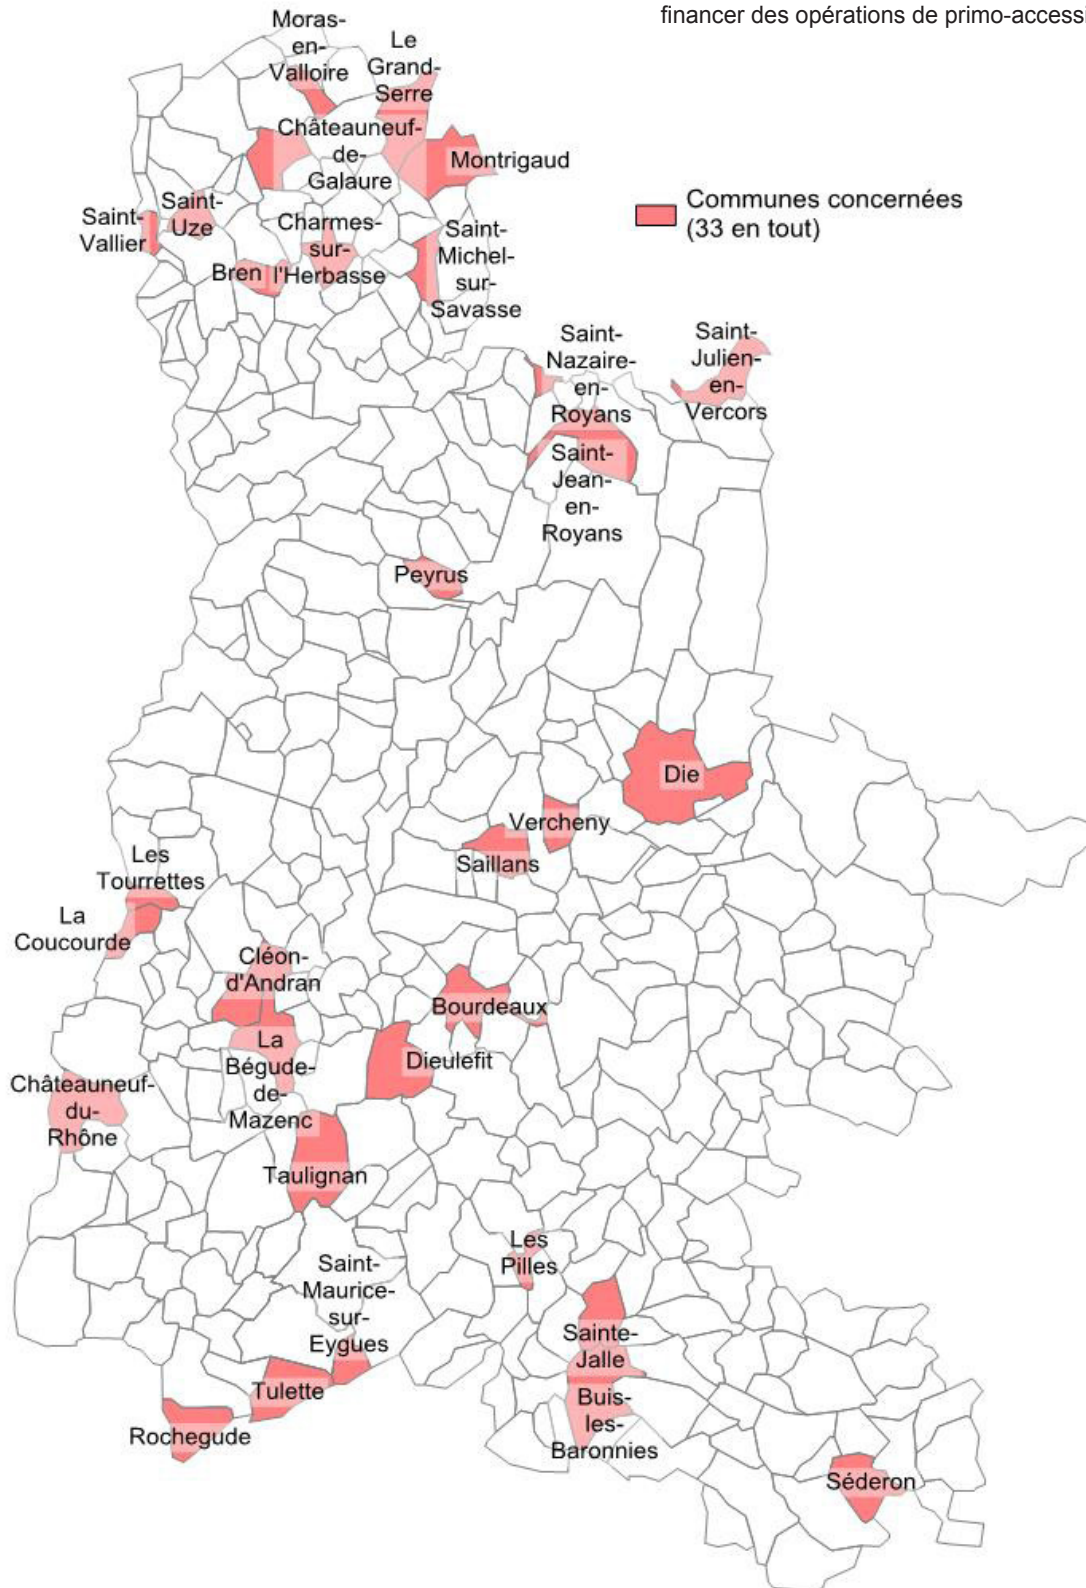 financer des opérations de primo-accessi
Moras-
en-
Valloire
Le
Grand-
Serre
Châteauneuf-
de-
Galaure
Montrigaud
Communes concernées
(33 en tout)
Saint-
Uze
Saint-
Vallier
Charmes-
sur-
l'Herbasse
Bren
Saint-
Michel-
sur-
Savasse
Saint-
Nazaire-
en-
Royans
Saint-
Julien-
en-
Vercors
Saint-
Jean-
en-
Royans
Peyrus
Die
Vercheny
Saillans
Les
Tourrettes
La
Coucourde
Cléon-
d'Andran
Bourdeaux
La
Bégude-
de-
Mazenc
Dieulefit
Châteauneuf-
du-
Rhône
Taulignan
Les
Pilles
Saint-
Maurice-
sur-
Eygues
Sainte-
Jalle
Tulette
Buis-
les-
Baronnies
Rochegude
Séderon